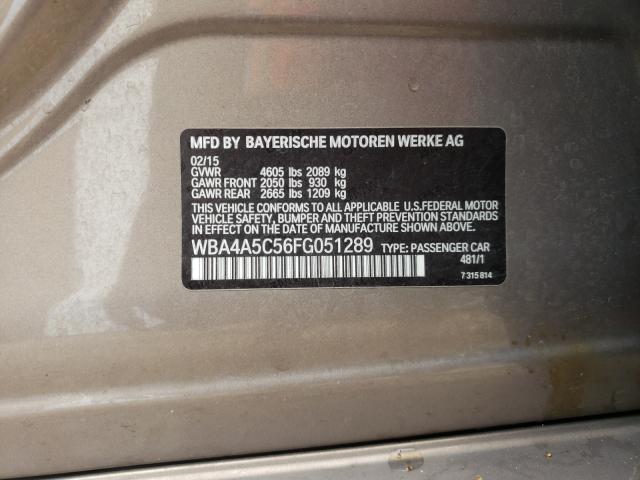 MFD BY BAYERISCHE MOTOREN WERKE AG
02/15
GVWR 4605 lbs 2089 kg
GAWR FRONT 2050 lbs 930 kg
GAWR REAR 2665 lbs 1209 kg
THIS VEHICLE CONFORMS TO ALL APPLICABLE U.S.FEDERAL MOTOR
VEHICLE SAFETY, BUMPER AND THEFT PREVENTION STANDARDS
IN EFFECT ON THE DATE OF MANUFACTURE SHOWN ABOVE.
WBA4A5C56FG051289 TYPE: PASSENGER CAR
481/1
7 315 814